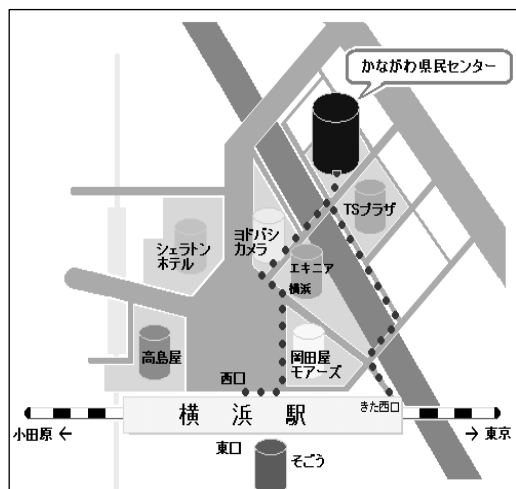 かながわ県民センター
TSプラザ
ヨドバシ
カメラ
シェラトン
ホテル
エキニア
横浜
高島屋
岡田屋
モアーズ
西口
きた西口
横浜駅
小田原 ←
→ 東京
東口
そごう